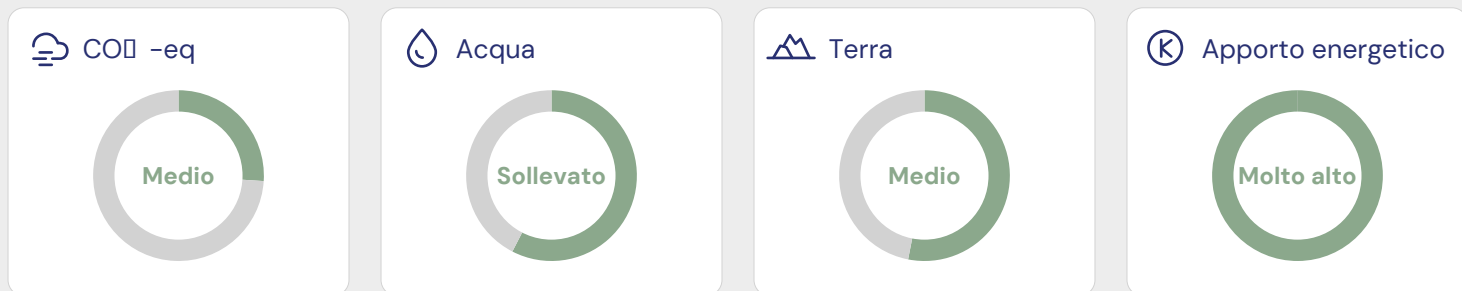 CO▯ -eq
Acqua
Terra
Apporto energetico
Medio
Sollevato
Medio
Molto alto